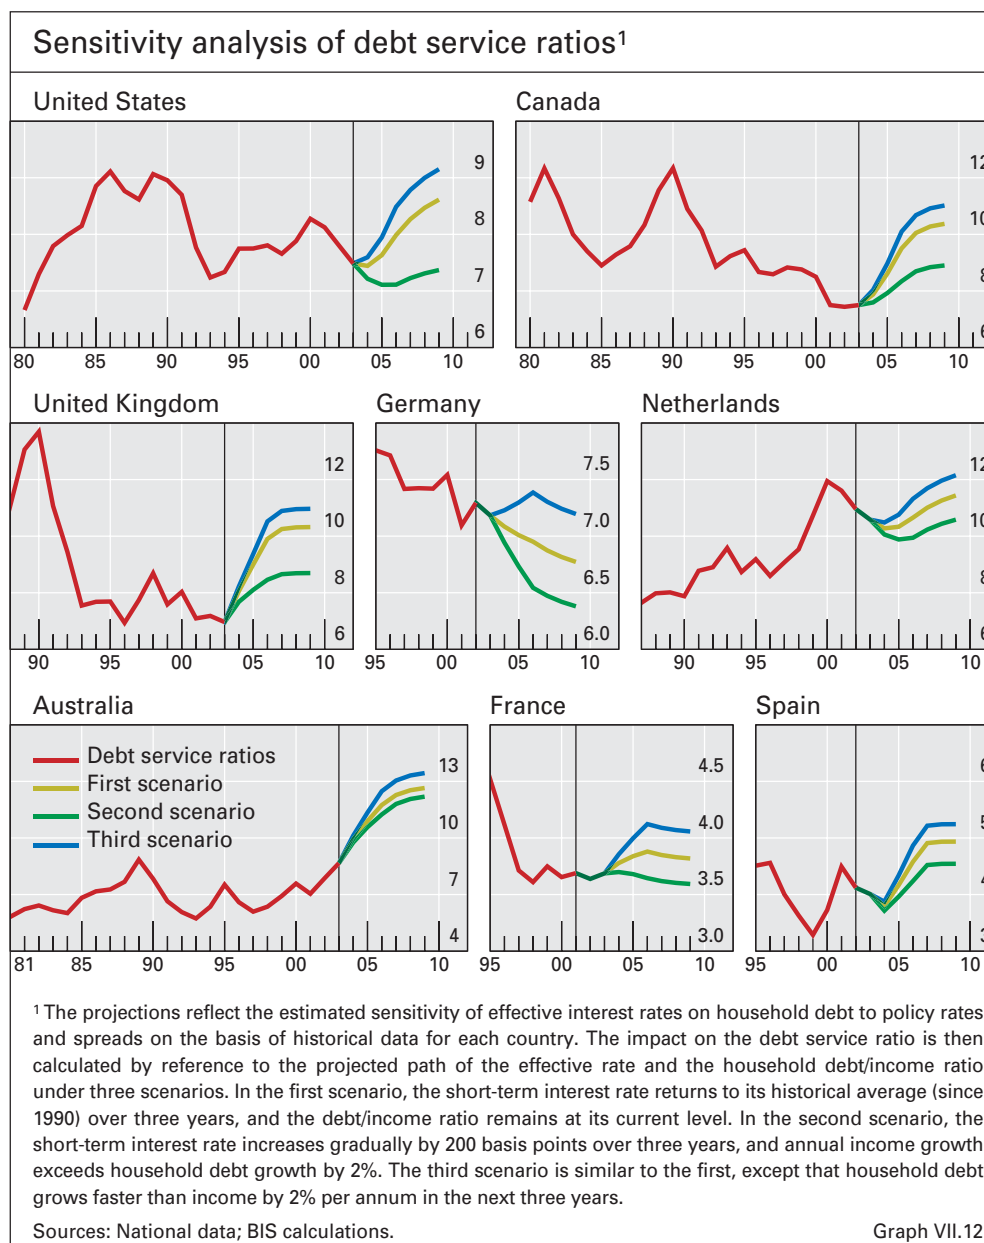 Sensitivity analysis of debt service ratios1
United States
Canada
9
8
7
6
80 85 90 95 00 05 10
12
10
8
6
80 85 90 95 00 05 10
United Kingdom
Germany
Netherlands
12
10
8
6
90 95 00 05 10
7.5
7.0
6.5
6.0
95 00 05 10
12
10
8
6
90 95 00 05 10
Australia
France
Spain
Debt service ratios
First scenario
Second scenario
Third scenario
13
10
7
4
81 85 90 95 00 05 10
4.5
4.0
3.5
3.0
95 00 05 10
6
5
4
3
95 00 05 10
1 The projections reflect the estimated sensitivity of effective interest rates on household debt to policy rates
and spreads on the basis of historical data for each country. The impact on the debt service ratio is then
calculated by reference to the projected path of the effective rate and the household debt/income ratio
under three scenarios. In the first scenario, the short-term interest rate returns to its historical average (since
1990) over three years, and the debt/income ratio remains at its current level. In the second scenario, the
short-term interest rate increases gradually by 200 basis points over three years, and annual income growth
exceeds household debt growth by 2%. The third scenario is similar to the first, except that household debt
grows faster than income by 2% per annum in the next three years.
Sources: National data; BIS calculations.
Graph VII.12